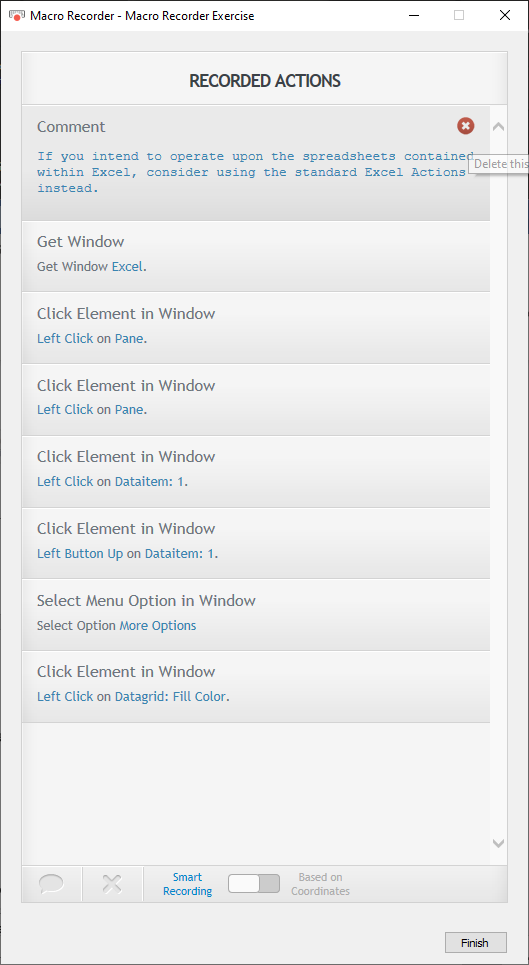 Macro Recorder - Macro Recorder Exercise
RECORDED ACTIONS
Comment
If you intend to operate upon the spreadsheets contained
within Excel, consider using the standard Excel Actions
instead.
Delete this
Get Window
Get Window Excel.
Click Element in Window
Left Click on Pane.
Click Element in Window
Left Click on Pane.
Click Element in Window
Left Click on Dataitem: 1.
Click Element in Window
Left Button Up on Dataitem: 1.
Select Menu Option in Window
Select Option More Options
Click Element in Window
Left Click on Datagrid: Fill Color.
Smart
Recording
Based on
Coordinates
Finish